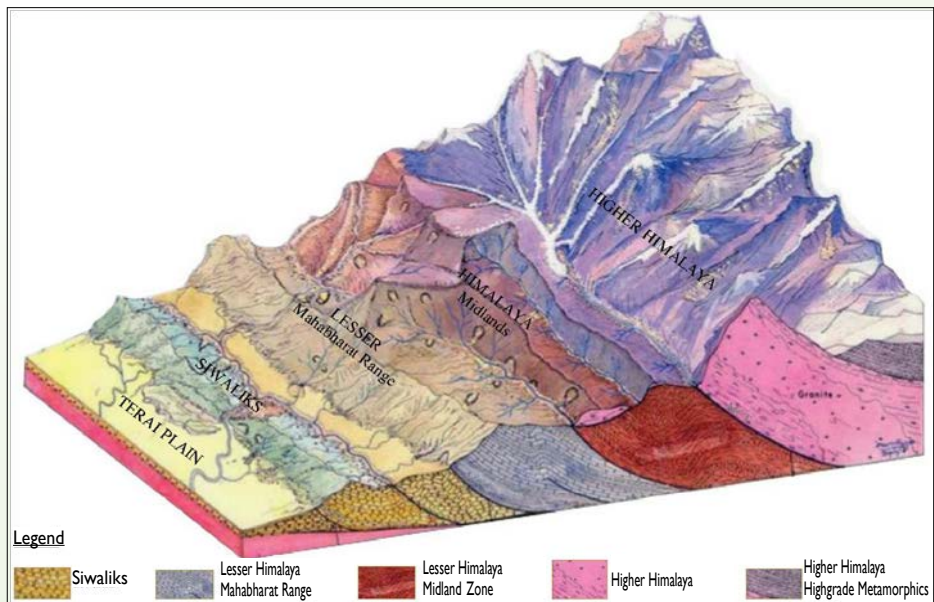 HIGHER HIMALAYA
HIMALAYA
Midlands
LESSER
Mahabharat Range
SIWALIKS
TERAI PLAIN
Granite
Legend
Siwaliks
Lesser Himalaya
Mahabharat Range
Lesser Himalaya
Midland Zone
Higher Himalaya
Higher Himalaya
Highgrade Metamorphics